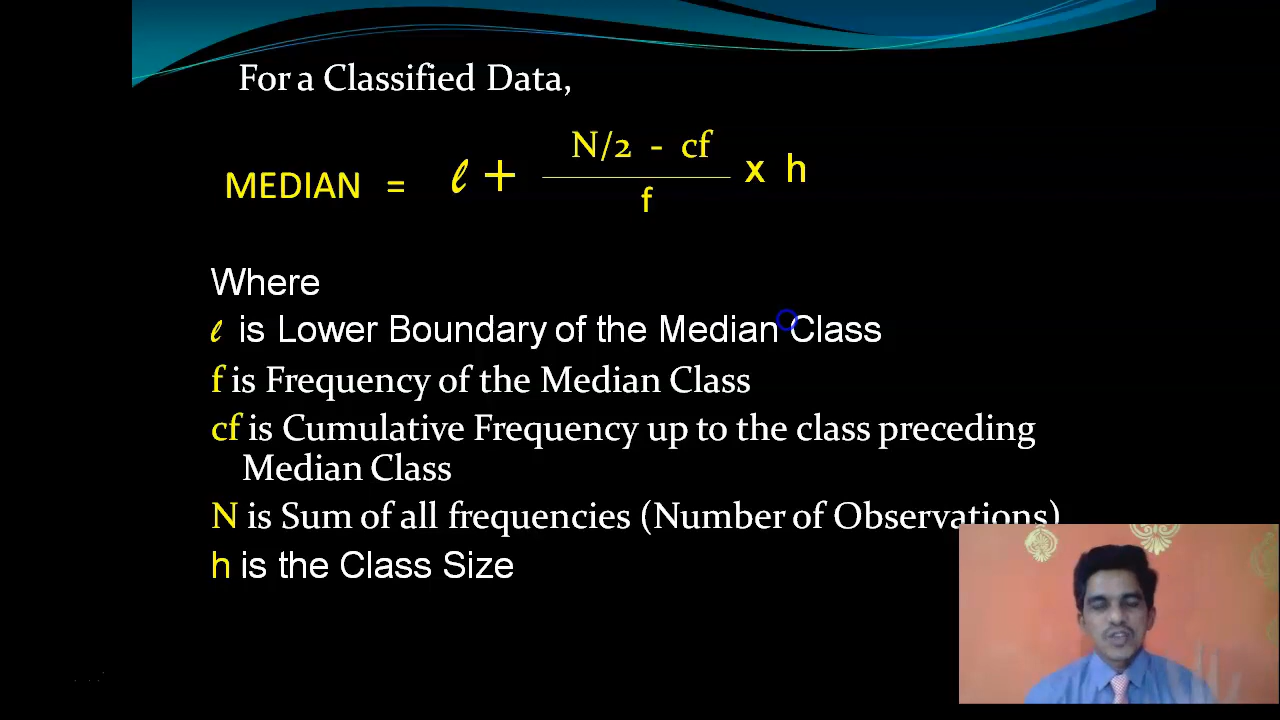 For a Classified Data,
MEDIAN = ℓ + N/2 - cf
f
x h
Where
ℓ is Lower Boundary of the Median Class
f is Frequency of the Median Class
cf is Cumulative Frequency up to the class preceding
Median Class
N is Sum of all frequencies (Number of Observations)
h is the Class Size